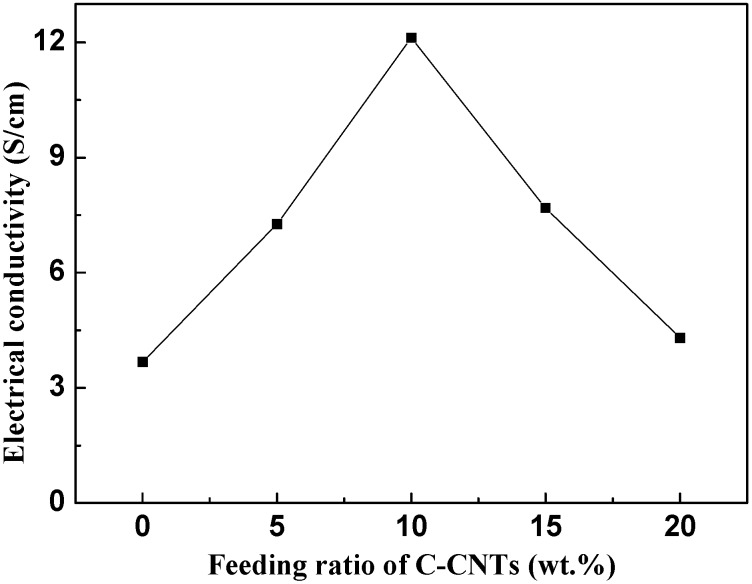 12
9
6
3
0
Electrical conductivity (S/cm)
0 5 10 15 20
Feeding ratio of C-CNTs (wt.%)